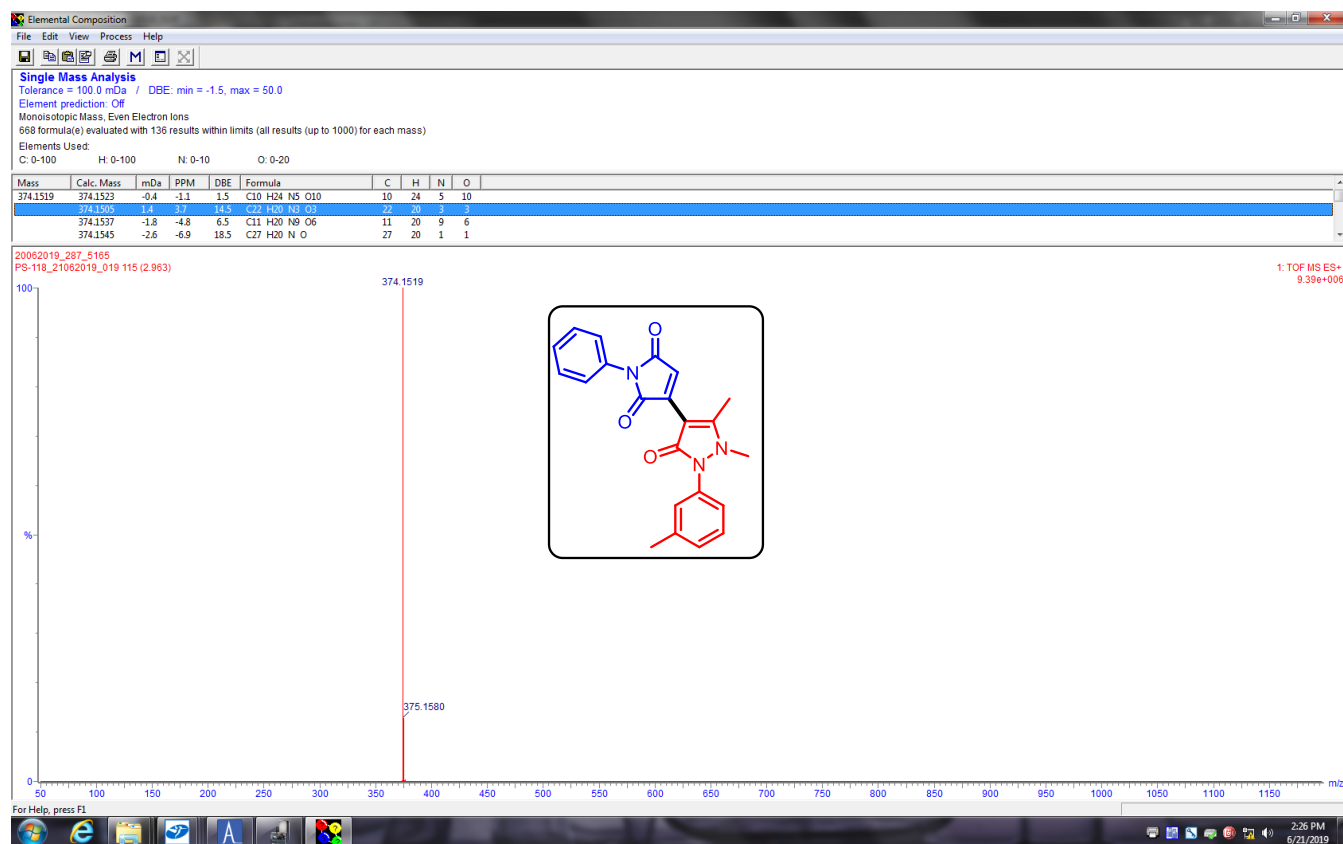 Elemental Composition
File Edit View Process Help
M
Single Mass Analysis
Tolerance = 100.0 mDa / DBE: min = -1.5, max = 50.0
Element prediction: Off
Monoisotopic Mass, Even Electron Ions
668 formula(e) evaluated with 136 results within limits (all results (up to 1000) for each mass)
Elements Used:
C: 0-100 H: 0-100 N: 0-10 O: 0-20
Mass Calc. Mass mDa PPM DBE Formula C H N O
374.1519 374.1523 -0.4 -1.1 1.5 C10 H24 N5 O10 10 24 5 10
374.1505 1.4 3.7 14.5 C22 H20 N3 O3 22 20 3 3
374.1537 -1.8 -4.8 6.5 C11 H20 N9 O6 11 20 9 6
374.1545 -2.6 -6.9 18.5 C27 H20 N O 27 20 1 1
20062019_287_5165
PS-118_21062019_019 115 (2.963)
1: TOF MS ES+
9.39e+006
100
374.1519
O
N
O
O
N
N
%
375.1580
0
50 100 150 200 250 300 350 400 450 500 550 600 650 700 750 800 850 900 950 1000 1050 1100 1150
m/z
For Help, press F1
2:26 PM
6/21/2019